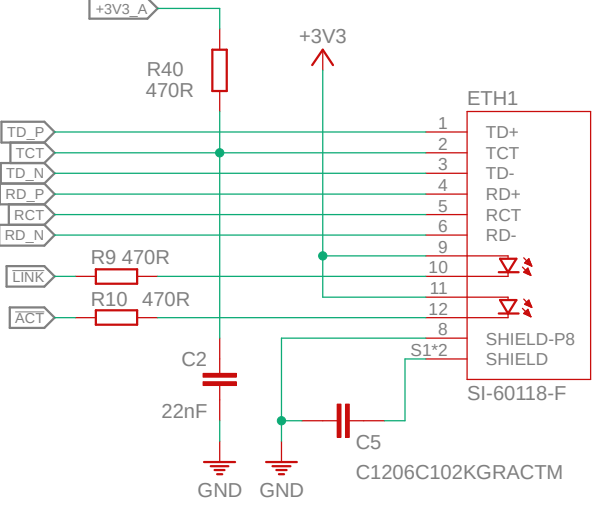 +3V3_A
+3V3
R40
470R
ETH1
TD_P 1 TD+
TCT 2 TCT
TD_N 3 TD-
RD_P 4 RD+
RCT 5 RCT
RD_N 6 RD-
9
R9 470R
LINK 10
11
R10 470R
ACT 12
8 SHIELD-P8
S1*2 SHIELD
C2
SI-60118-F
22nF
C5
C1206C102KGRACTM
GND GND